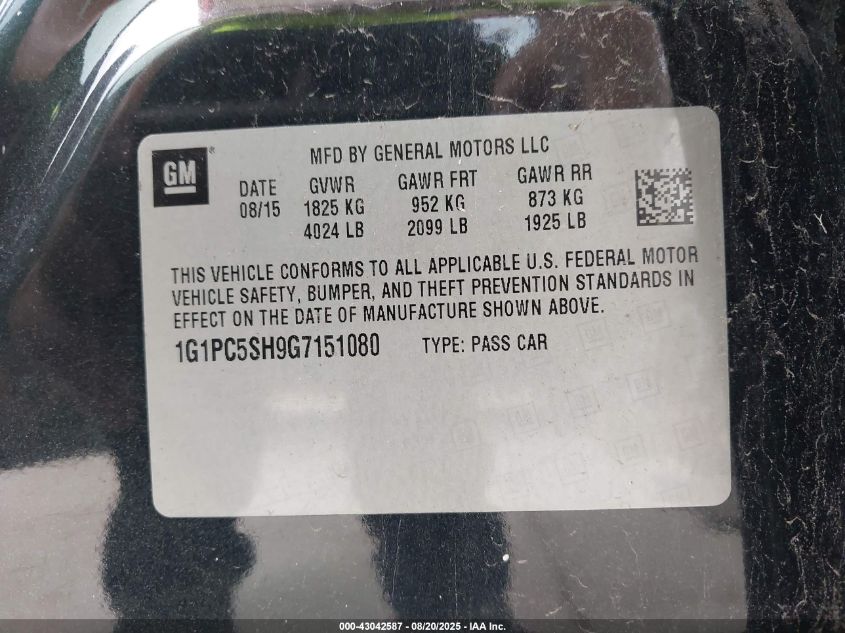 GM®
MFD BY GENERAL MOTORS LLC
DATE GVWR GAWR FRT GAWR RR
08/15 1825 KG 952 KG 873 KG
4024 LB 2099 LB 1925 LB
THIS VEHICLE CONFORMS TO ALL APPLICABLE U.S. FEDERAL MOTOR
VEHICLE SAFETY, BUMPER, AND THEFT PREVENTION STANDARDS IN
EFFECT ON THE DATE OF MANUFACTURE SHOWN ABOVE.
1G1PC5SH9G7151080 TYPE: PASS CAR
000-43042587 - 08/20/2025 - IAA Inc.